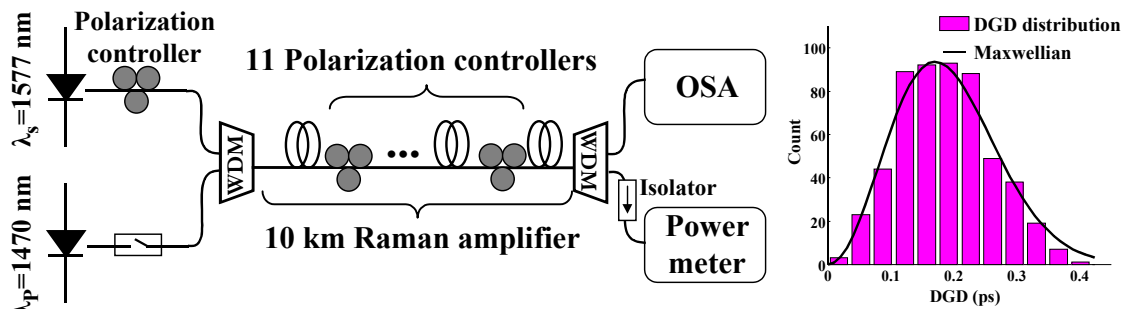 Polarization
controller
λs=1577 nm
λP=1470 nm
WDM
11 Polarization controllers
•••
10 km Raman amplifier
WDM
OSA
Isolator
Power
meter
DGD distribution
Maxwellian
Count
100
80
60
40
20
0
0 0.1 0.2 0.3 0.4
DGD (ps)